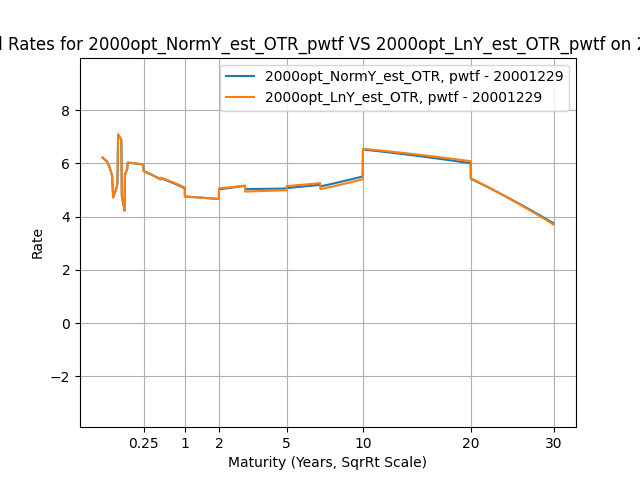 l Rates for 2000opt_NormY_est_OTR_pwtf VS 2000opt_LnY_est_OTR_pwtf on 2
2000opt_NormY_est_OTR, pwtf - 20001229
2000opt_LnY_est_OTR, pwtf - 20001229
Rate
8
6
4
2
0
−2
0.25 1 2 5 10 20 30
Maturity (Years, SqrRt Scale)